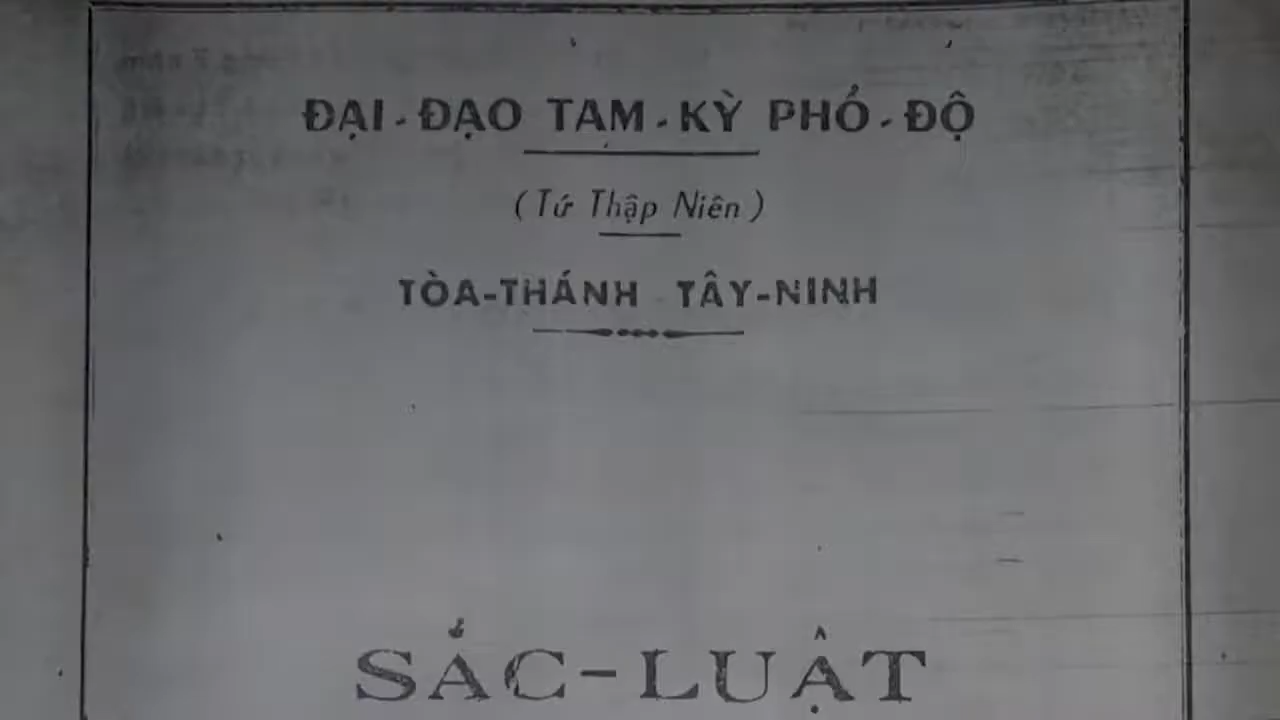 ĐẠI-ĐẠO TAM-KỲ PHỔ-ĐỘ
(Tứ Thập Niên)
TÒA-THÁNH TÂY-NINH
SẮC-LUẬT